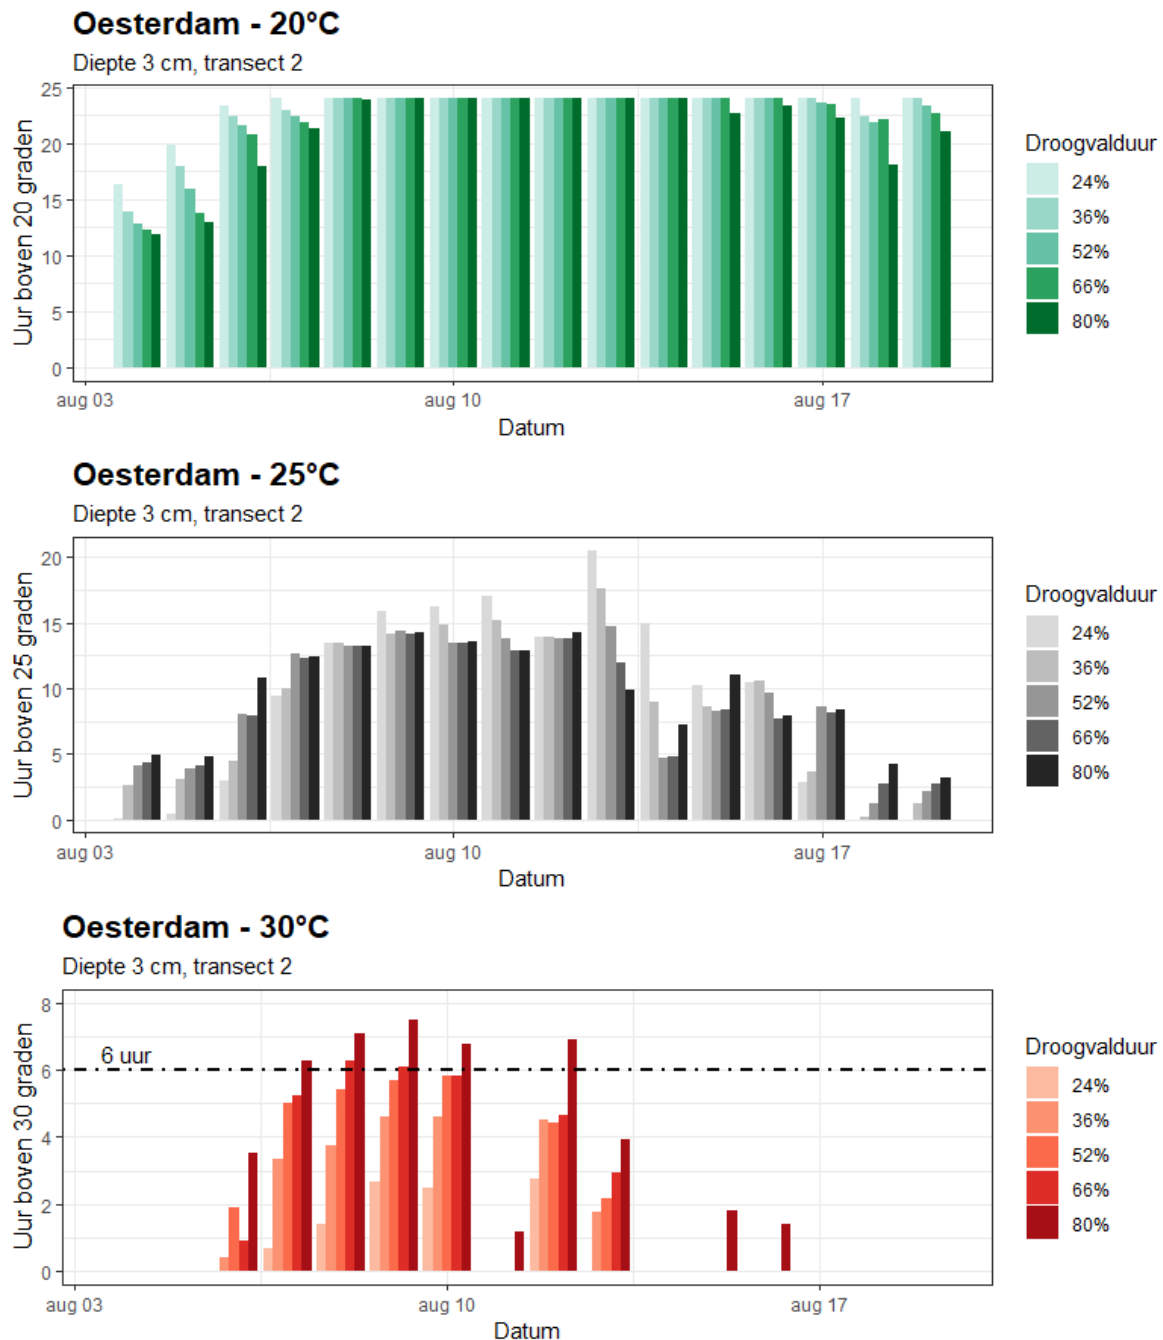 Oesterdam - 20°C
Diepte 3 cm, transect 2
Uur boven 20 graden
25
20
15
10
5
0
aug 03
aug 10
aug 17
Datum
Droogvalduur
24%
36%
52%
66%
80%
Oesterdam - 25°C
Diepte 3 cm, transect 2
Uur boven 25 graden
20
15
10
5
0
aug 03
aug 10
aug 17
Datum
Droogvalduur
24%
36%
52%
66%
80%
Oesterdam - 30°C
Diepte 3 cm, transect 2
Uur boven 30 graden
8
6
4
2
0
6 uur
aug 03
aug 10
aug 17
Datum
Droogvalduur
24%
36%
52%
66%
80%